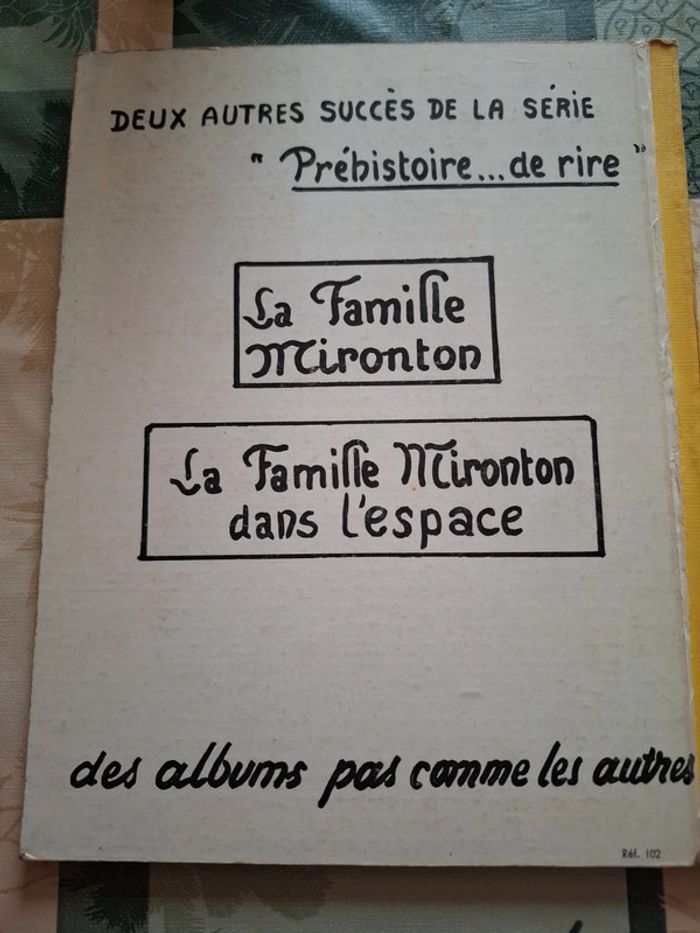 DEUX AUTRES SUCCÈS DE LA SÉRIE
" Préhistoire... de rire "
La Famille
Mironton
La Famille Mironton
dans l'espace
des albums pas comme les autres
Réf. 102